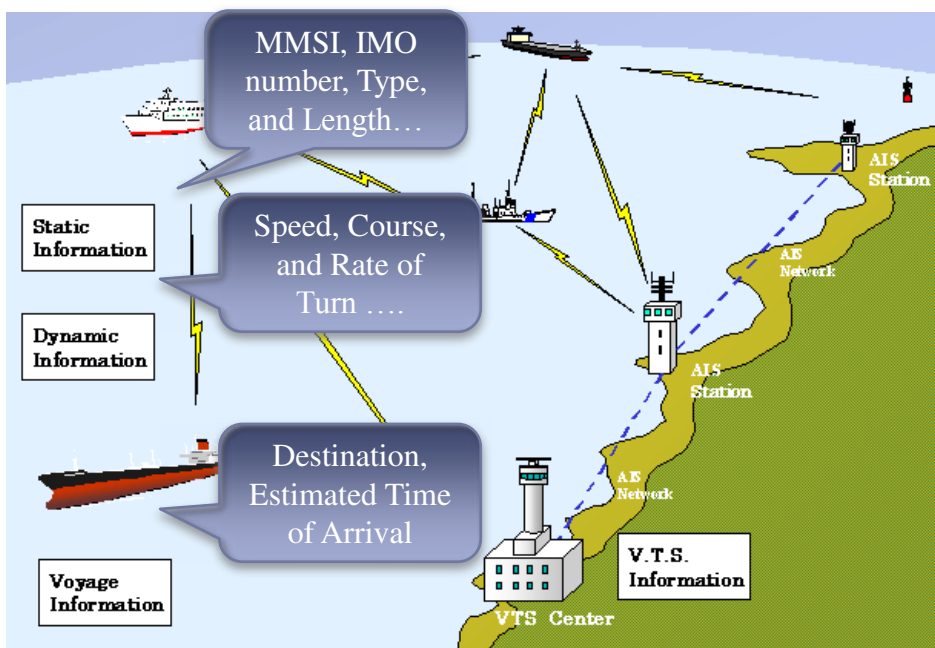 MMSI, IMO
number, Type,
and Length…
AIS
Station
Static
Information
Speed, Course,
and Rate of
Turn ….
AIS
Network
Dynamic
Information
AIS
Station
Destination,
Estimated Time
of Arrival
AIS
Network
Voyage
Information
V.T.S.
Information
VTS Center